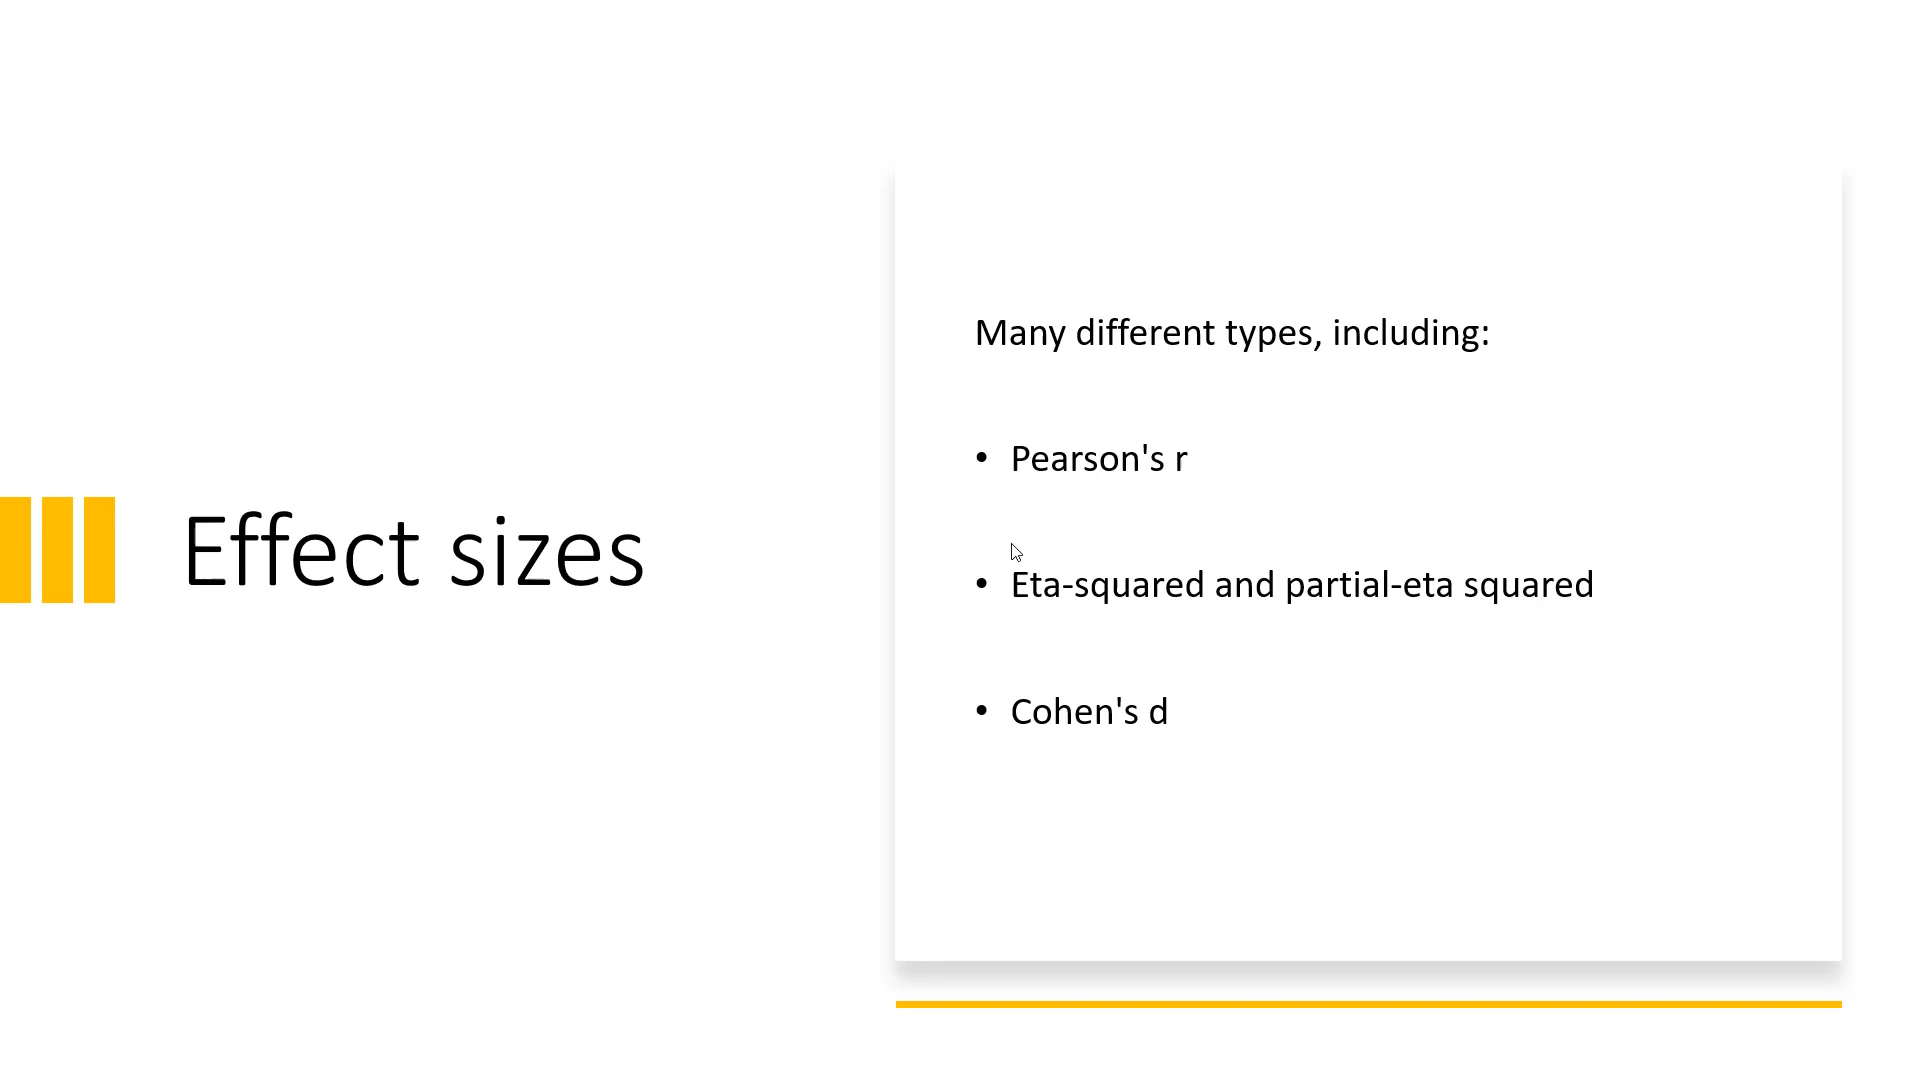 Effect sizes
Many different types, including:
• Pearson's r
• Eta-squared and partial-eta squared
• Cohen's d